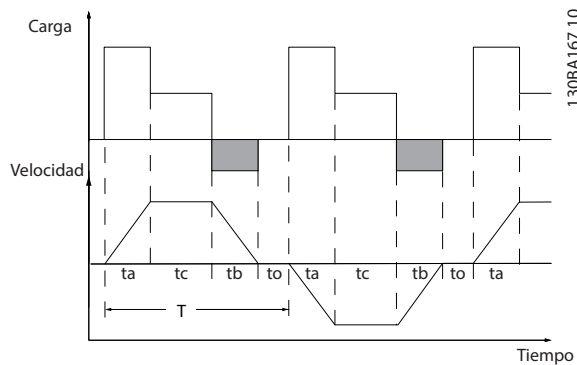 Carga
130BA167.10
Velocidad
ta tc tb to ta tc tb to ta
T
Tiempo